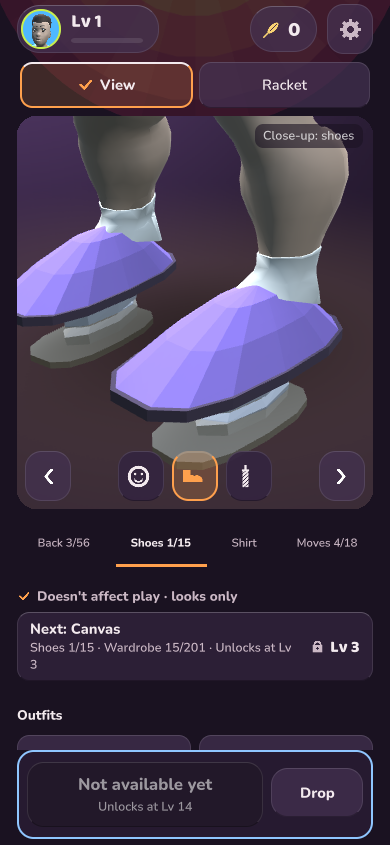 Lv 1
0
View
Racket
Close-up: shoes
Back 3/56
Shoes 1/15
Shirt
Moves 4/18
Doesn't affect play · looks only
Next: Canvas
Shoes 1/15 · Wardrobe 15/201 · Unlocks at Lv
3
Lv 3
Outfits
Not available yet
Unlocks at Lv 14
Drop